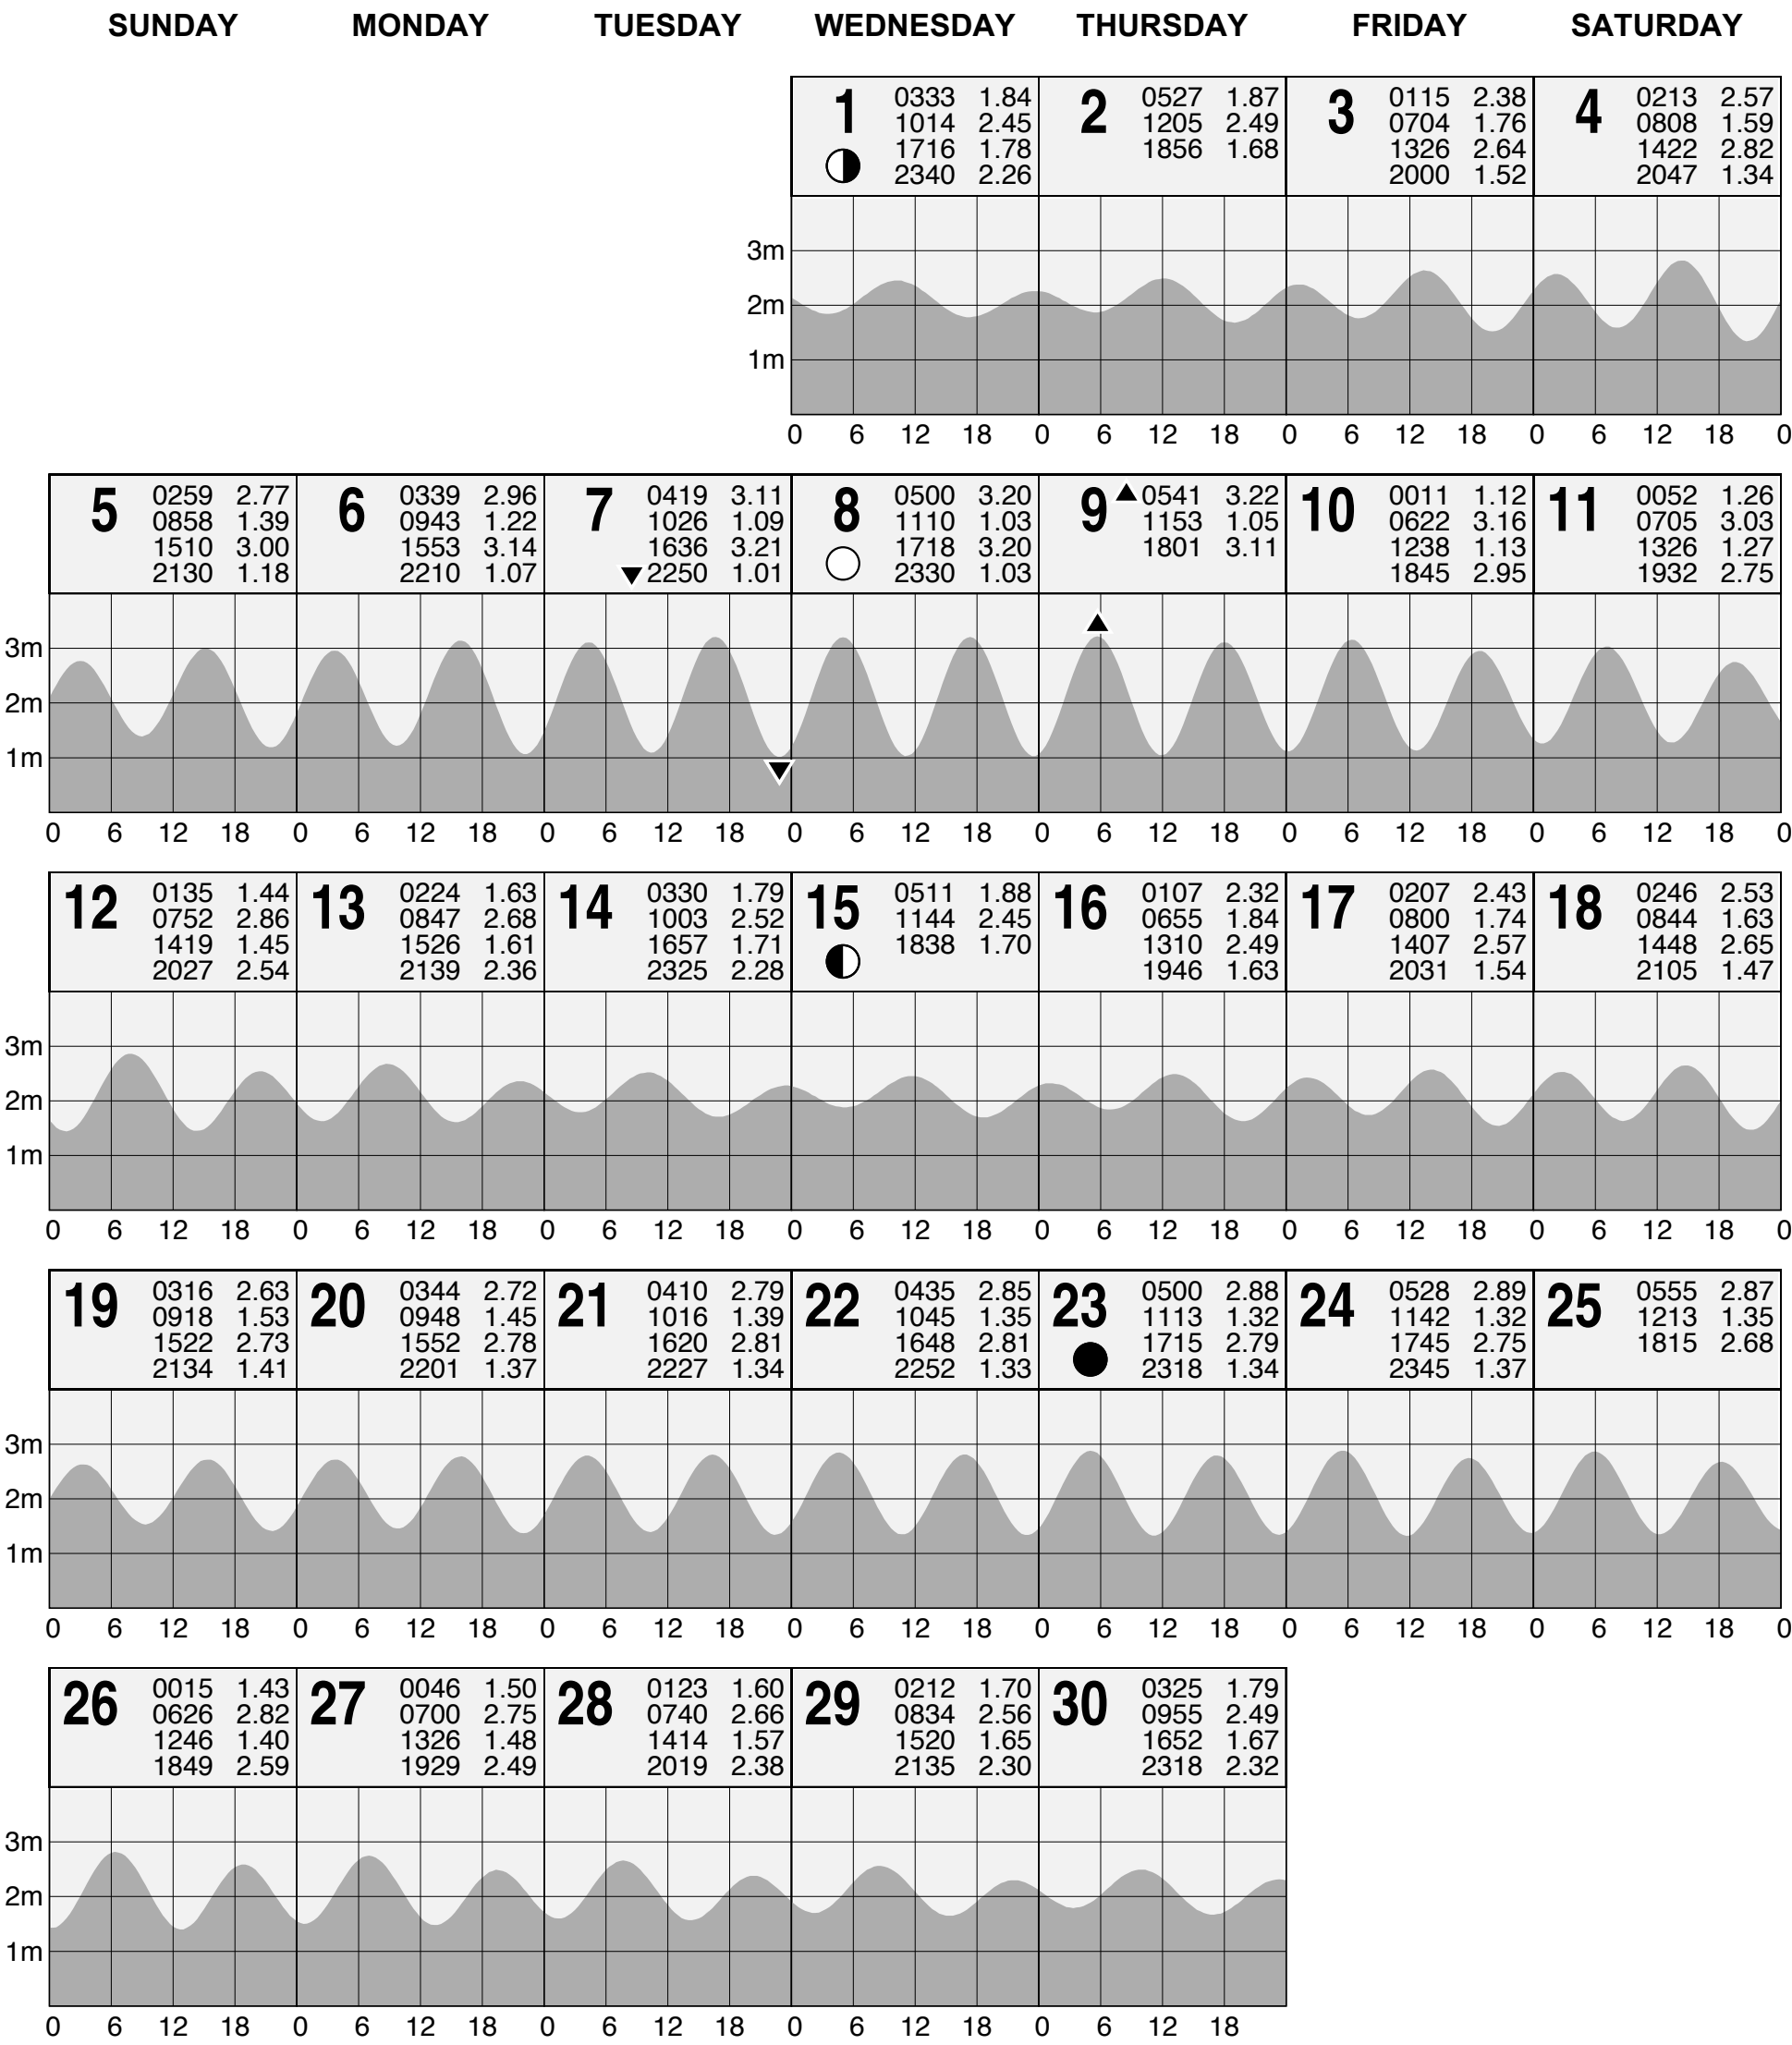 SUNDAY MONDAY TUESDAY WEDNESDAY THURSDAY FRIDAY SATURDAY
1 0333 1.84
1014 2.45
1716 1.78
2340 2.26
2 0527 1.87
1205 2.49
1856 1.68
3 0115 2.38
0704 1.76
1326 2.64
2000 1.52
4 0213 2.57
0808 1.59
1422 2.82
2047 1.34
3m
2m
1m
0 6 12 18 0 6 12 18 0 6 12 18 0 6 12 18 0
5 0259 2.77
0858 1.39
1510 3.00
2130 1.18
6 0339 2.96
0943 1.22
1553 3.14
2210 1.07
7 0419 3.11
1026 1.09
1636 3.21
2250 1.01
8 0500 3.20
1110 1.03
1718 3.20
2330 1.03
9 0541 3.22
1153 1.05
1801 3.11
10 0011 1.12
0622 3.16
1238 1.13
1845 2.95
11 0052 1.26
0705 3.03
1326 1.27
1932 2.75
3m
2m
1m
0 6 12 18 0 6 12 18 0 6 12 18 0 6 12 18 0 6 12 18 0 6 12 18 0 6 12 18 0
12 0135 1.44
0752 2.86
1419 1.45
2027 2.54
13 0224 1.63
0847 2.68
1526 1.61
2139 2.36
14 0330 1.79
1003 2.52
1657 1.71
2325 2.28
15 0511 1.88
1144 2.45
1838 1.70
16 0107 2.32
0655 1.84
1310 2.49
1946 1.63
17 0207 2.43
0800 1.74
1407 2.57
2031 1.54
18 0246 2.53
0844 1.63
1448 2.65
2105 1.47
3m
2m
1m
0 6 12 18 0 6 12 18 0 6 12 18 0 6 12 18 0 6 12 18 0 6 12 18 0 6 12 18 0
19 0316 2.63
0918 1.53
1522 2.73
2134 1.41
20 0344 2.72
0948 1.45
1552 2.78
2201 1.37
21 0410 2.79
1016 1.39
1620 2.81
2227 1.34
22 0435 2.85
1045 1.35
1648 2.81
2252 1.33
23 0500 2.88
1113 1.32
1715 2.79
2318 1.34
24 0528 2.89
1142 1.32
1745 2.75
2345 1.37
25 0555 2.87
1213 1.35
1815 2.68
3m
2m
1m
0 6 12 18 0 6 12 18 0 6 12 18 0 6 12 18 0 6 12 18 0 6 12 18 0 6 12 18 0
26 0015 1.43
0626 2.82
1246 1.40
1849 2.59
27 0046 1.50
0700 2.75
1326 1.48
1929 2.49
28 0123 1.60
0740 2.66
1414 1.57
2019 2.38
29 0212 1.70
0834 2.56
1520 1.65
2135 2.30
30 0325 1.79
0955 2.49
1652 1.67
2318 2.32
3m
2m
1m
0 6 12 18 0 6 12 18 0 6 12 18 0 6 12 18 0 6 12 18